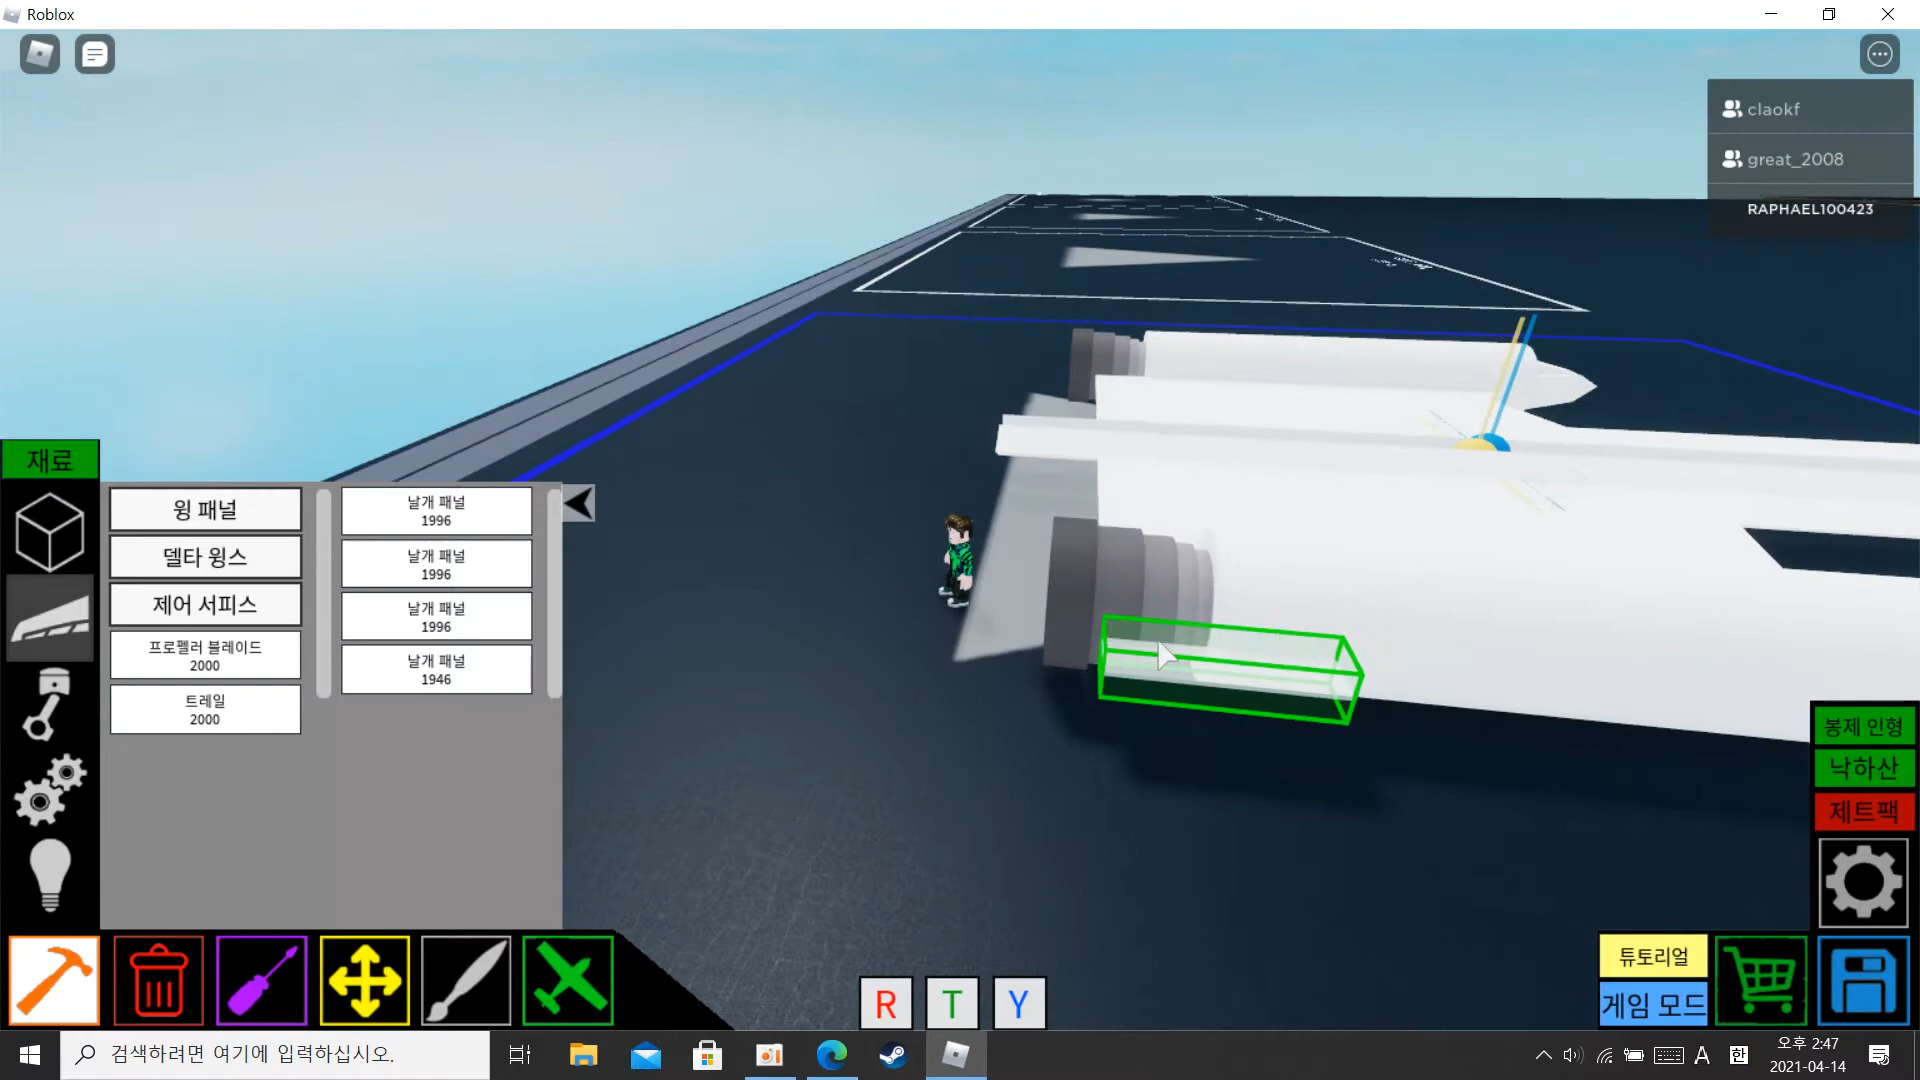 Roblox
claokf
great_2008
RAPHAEL100423
재료
윙 패널
델타 윙스
제어 서피스
프로펠러 블레이드
2000
트레일
2000
날개 패널
1996
날개 패널
1996
날개 패널
1996
날개 패널
1946
봉제 인형
낙하산
제트팩
튜토리얼
게임 모드
R
T
Y
검색하려면 여기에 입력하십시오.
A
한
오후 2:47
2021-04-14